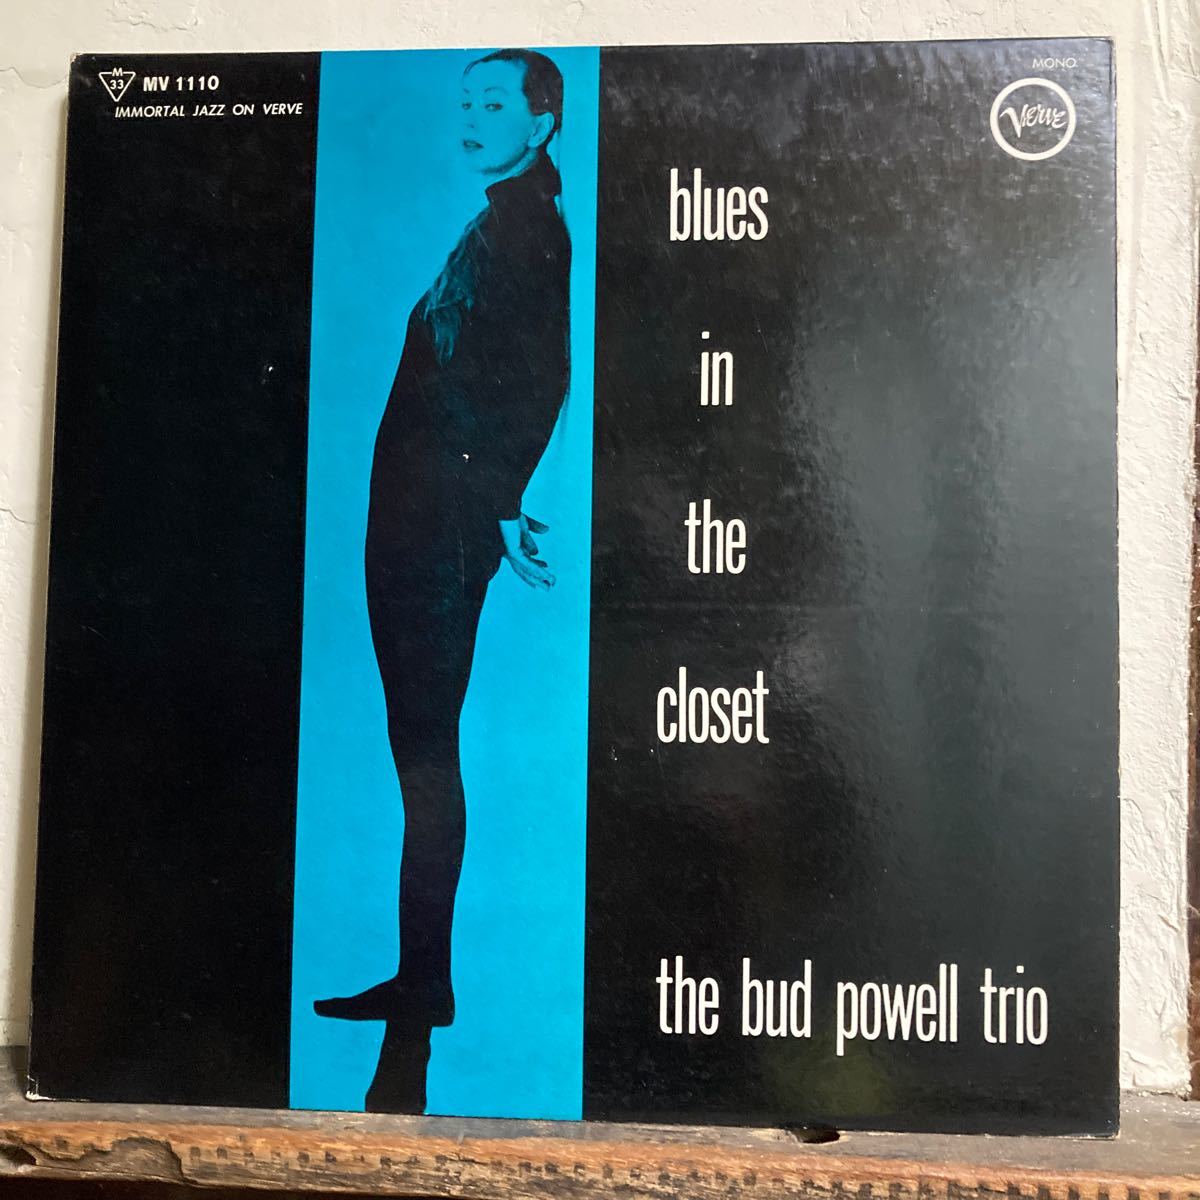 M
33
MV 1110
IMMORTAL JAZZ ON VERVE
MONO
Verve
blues
in
the
closet
the bud powell trio